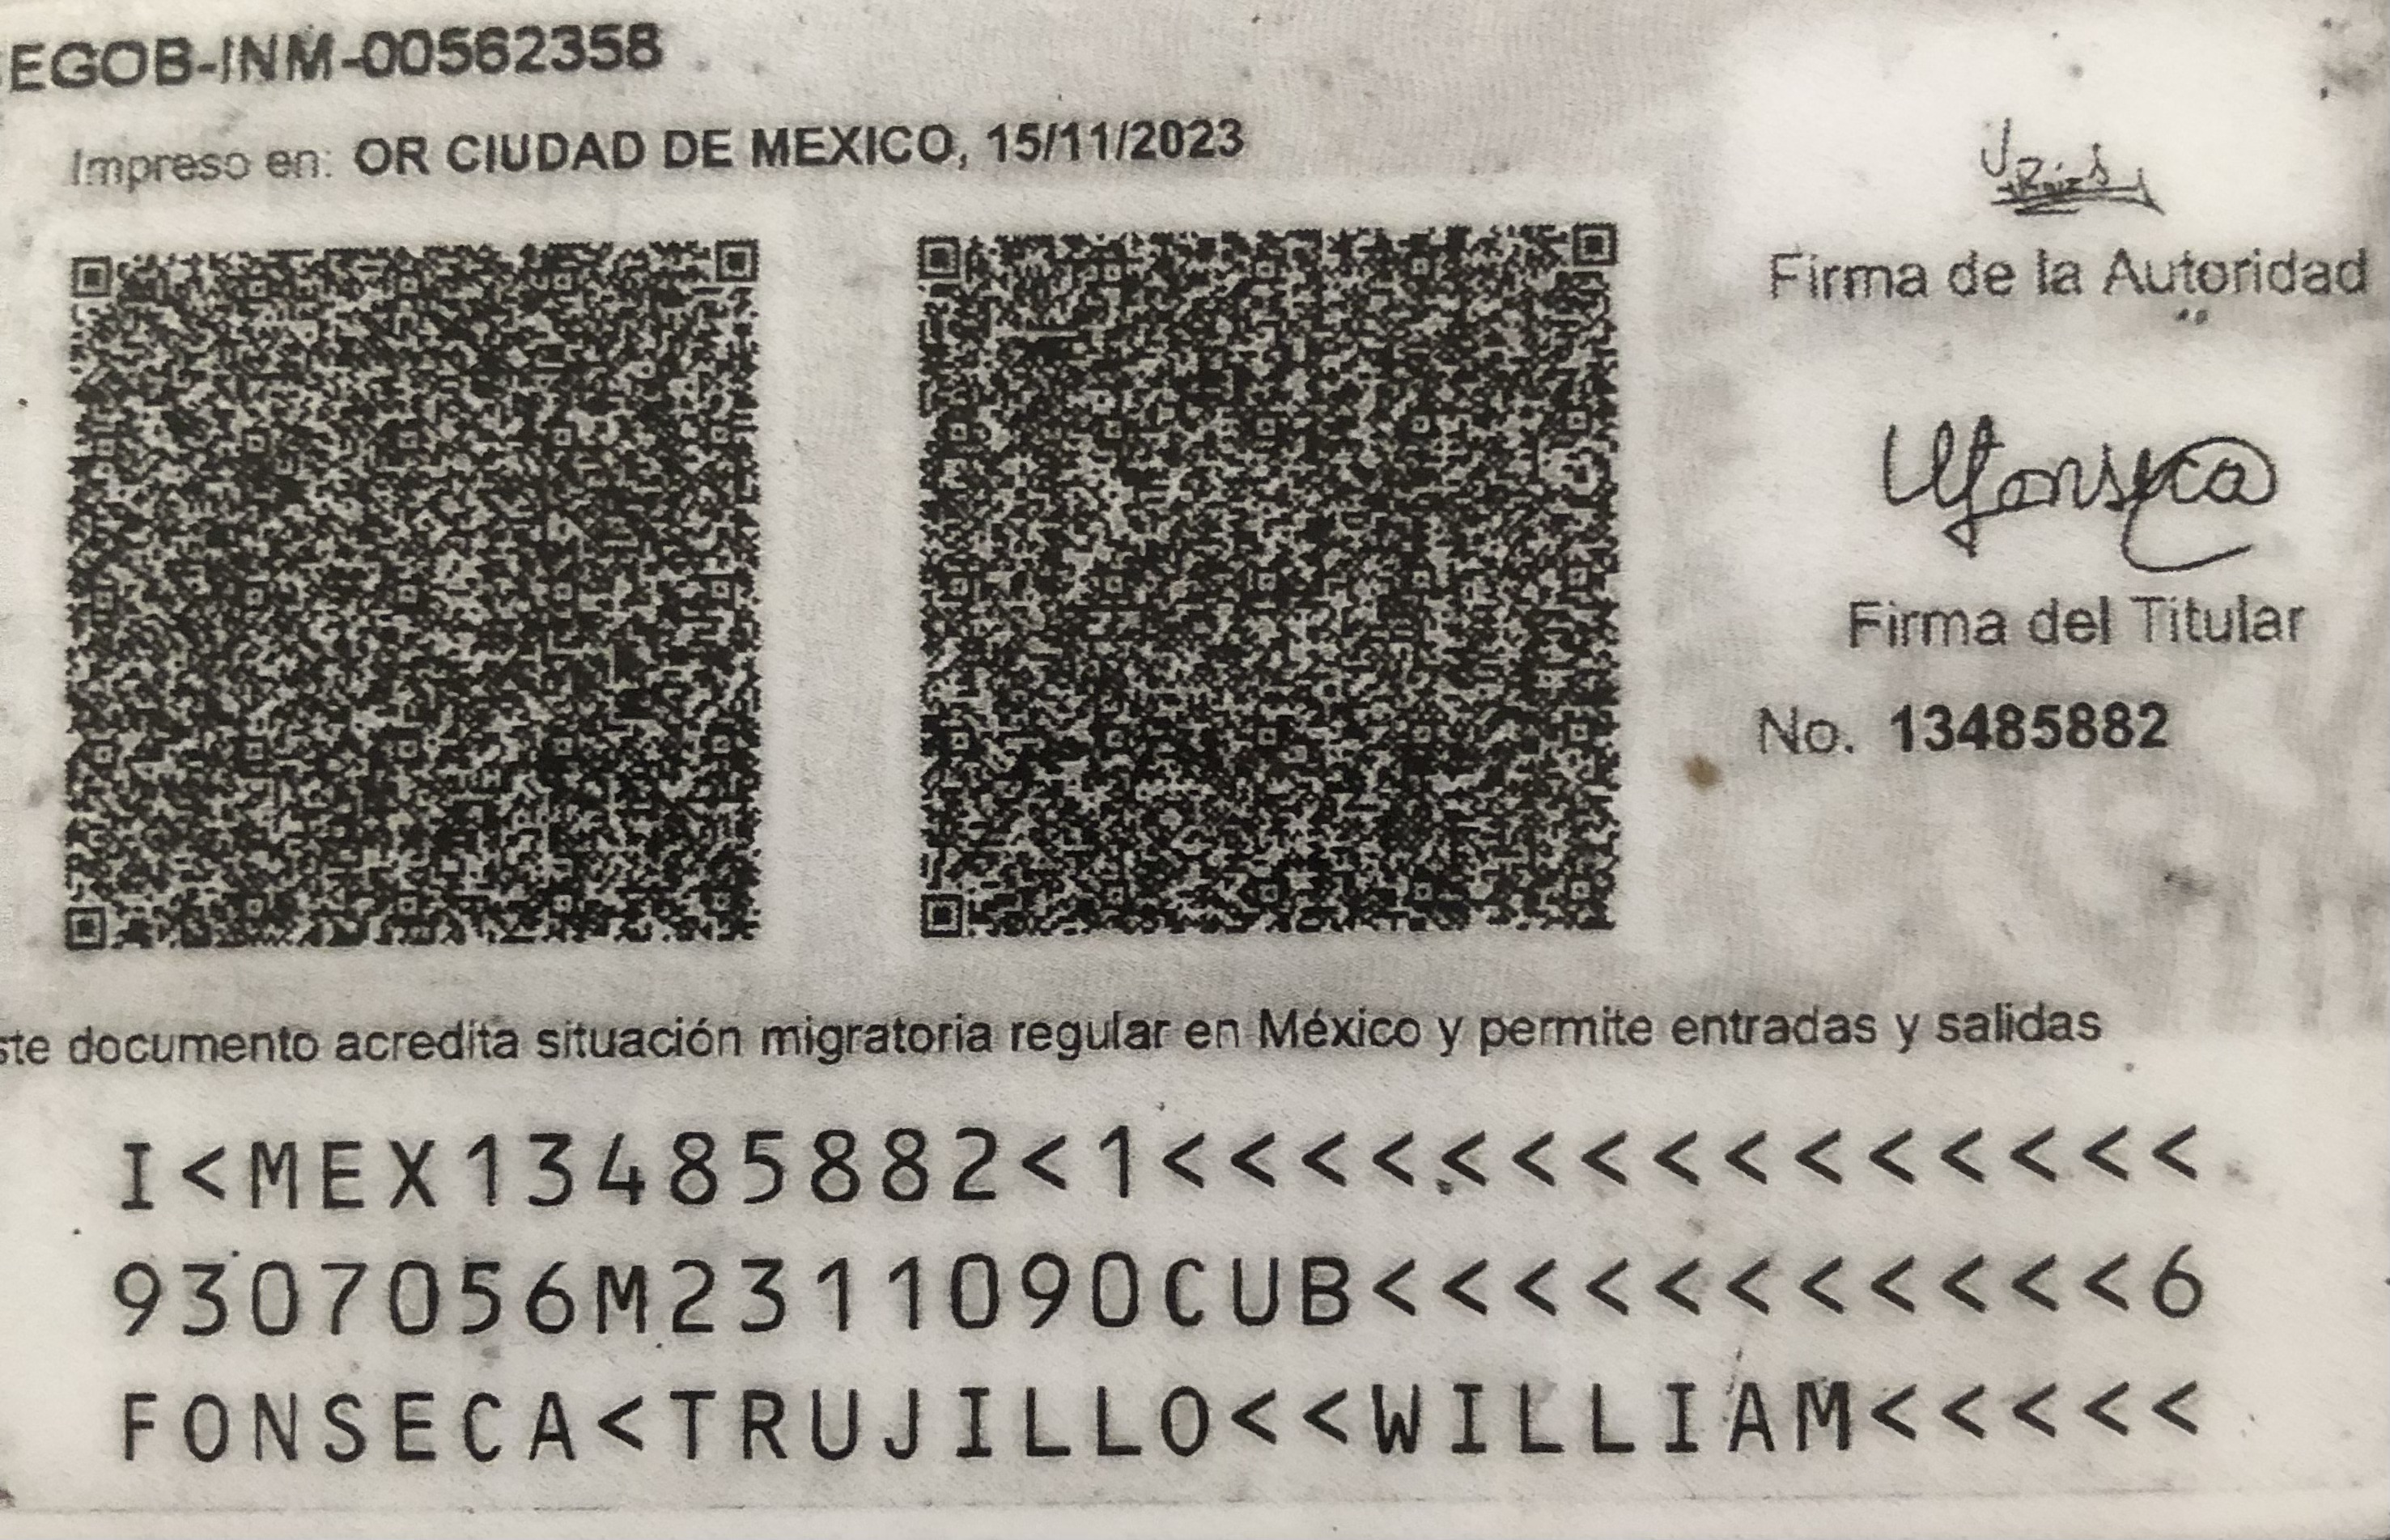 EGOB-INM-00562358
Impreso en: OR CIUDAD DE MEXICO, 15/11/2023
Firma de la Autoridad
Fonseca
Firma del Titular
No. 13485882
ste documento acredita situación migratoria regular en México y permite entradas y salidas
I<MEX13485882<1<<<<<<<<<<<<<<<
9307056M2311090CUB<<<<<<<<<<<6
FONSECA<TRUJILLO<<WILLIAM<<<<<